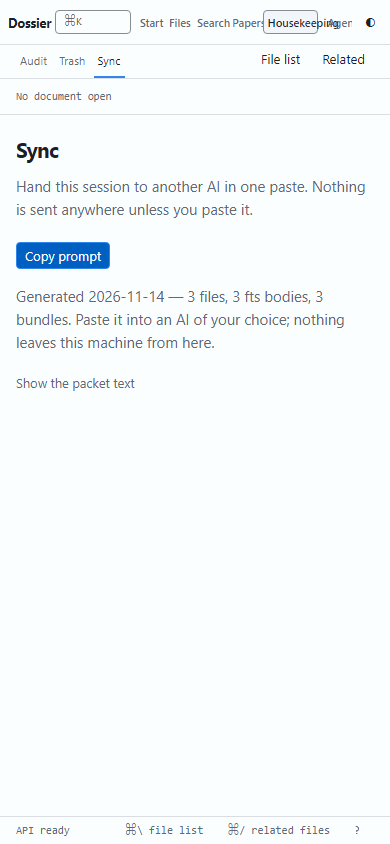 Dossier ⌘K Start Files Search Papers Housekeeping
Audit Trash Sync File list Related
No document open
Sync
Hand this session to another AI in one paste. Nothing
is sent anywhere unless you paste it.
Copy prompt
Generated 2026-11-14 — 3 files, 3 fts bodies, 3
bundles. Paste it into an AI of your choice; nothing
leaves this machine from here.
Show the packet text
API ready ⌘\ file list ⌘/ related files ?